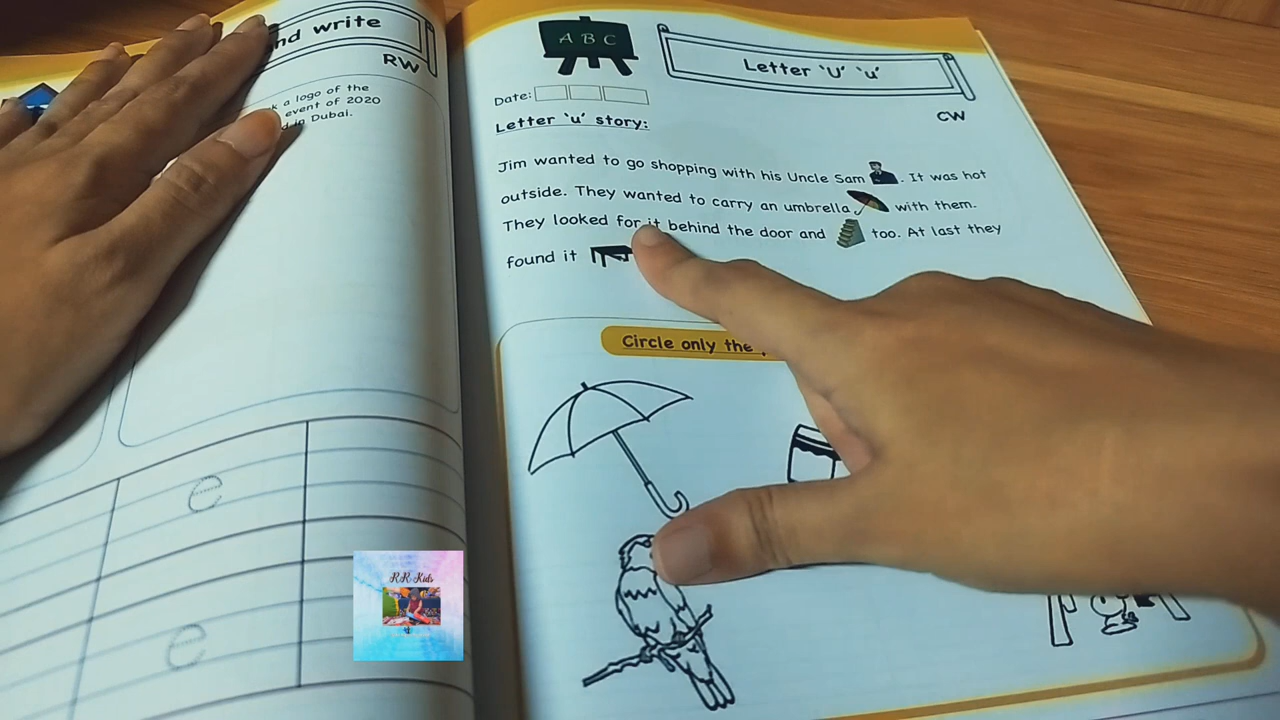 nd write
RW
k a logo of the
event of 2020
d in Dubai.
e
e
RR Kids
A B C
Letter 'U' 'u'
Date:
CW
Letter 'u' story:
Jim wanted to go shopping with his Uncle Sam . It was hot
outside. They wanted to carry an umbrella with them.
They looked for it behind the door and too. At last they
found it
Circle only the